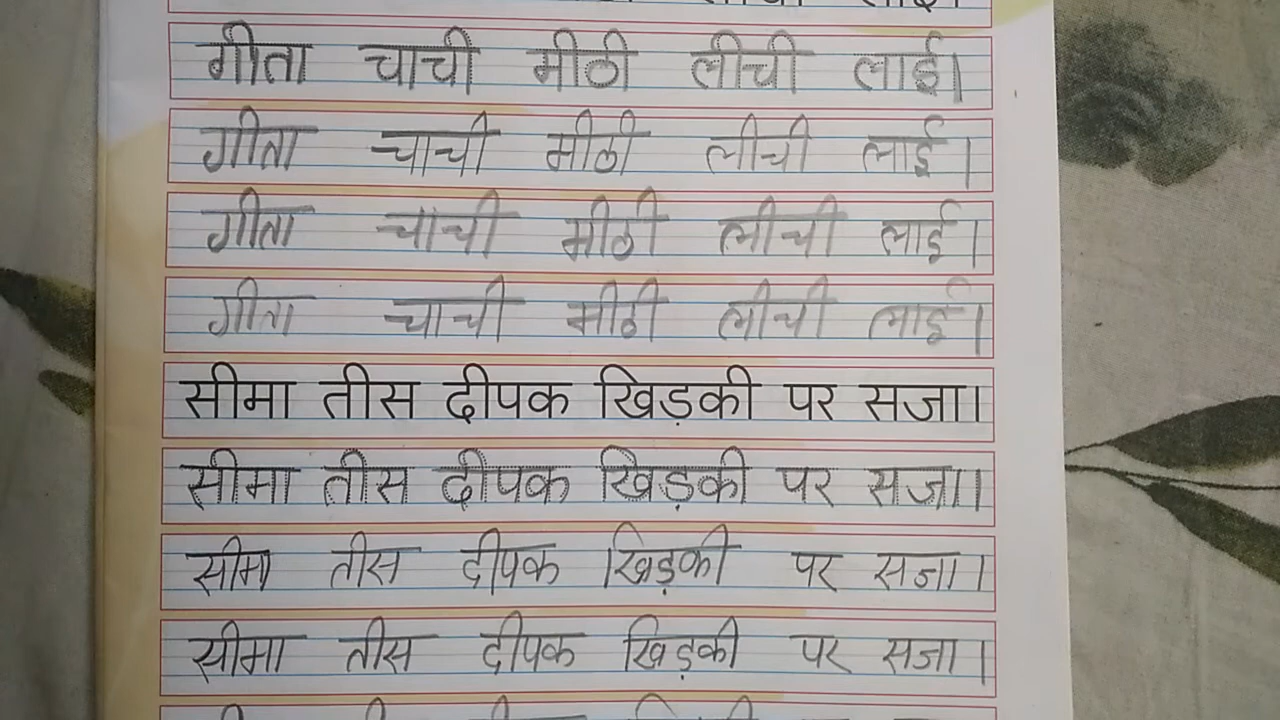 गीता चाची मीठी लीची लाई।
गीता चाची मीठी लीची लाई।
गीता चाची मीठी लीची लाई।
गीता चाची मीठी लीची लाई।
सीमा तीस दीपक खिड़की पर सजा।
सीमा तीस दीपक खिड़की पर सजा।
सीमा तीस दीपक खिड़की पर सजा।
सीमा तीस दीपक खिड़की पर सजा।